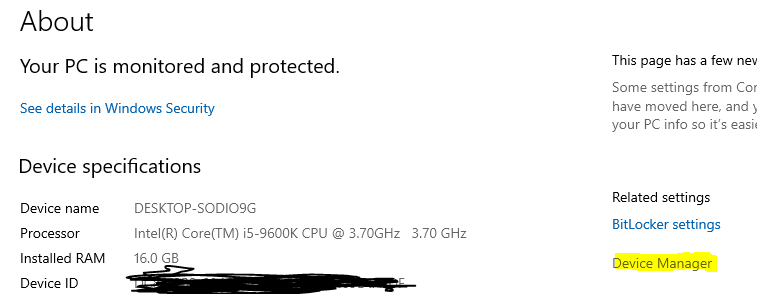 About
Your PC is monitored and protected.
See details in Windows Security
Device specifications
Device name DESKTOP-SODIO9G
Processor Intel(R) Core(TM) i5-9600K CPU @ 3.70GHz 3.70 GHz
Installed RAM 16.0 GB
Device ID
This page has a few new
Some settings from Con
have moved here, and y
your PC info so it's easie
Related settings
BitLocker settings
Device Manager